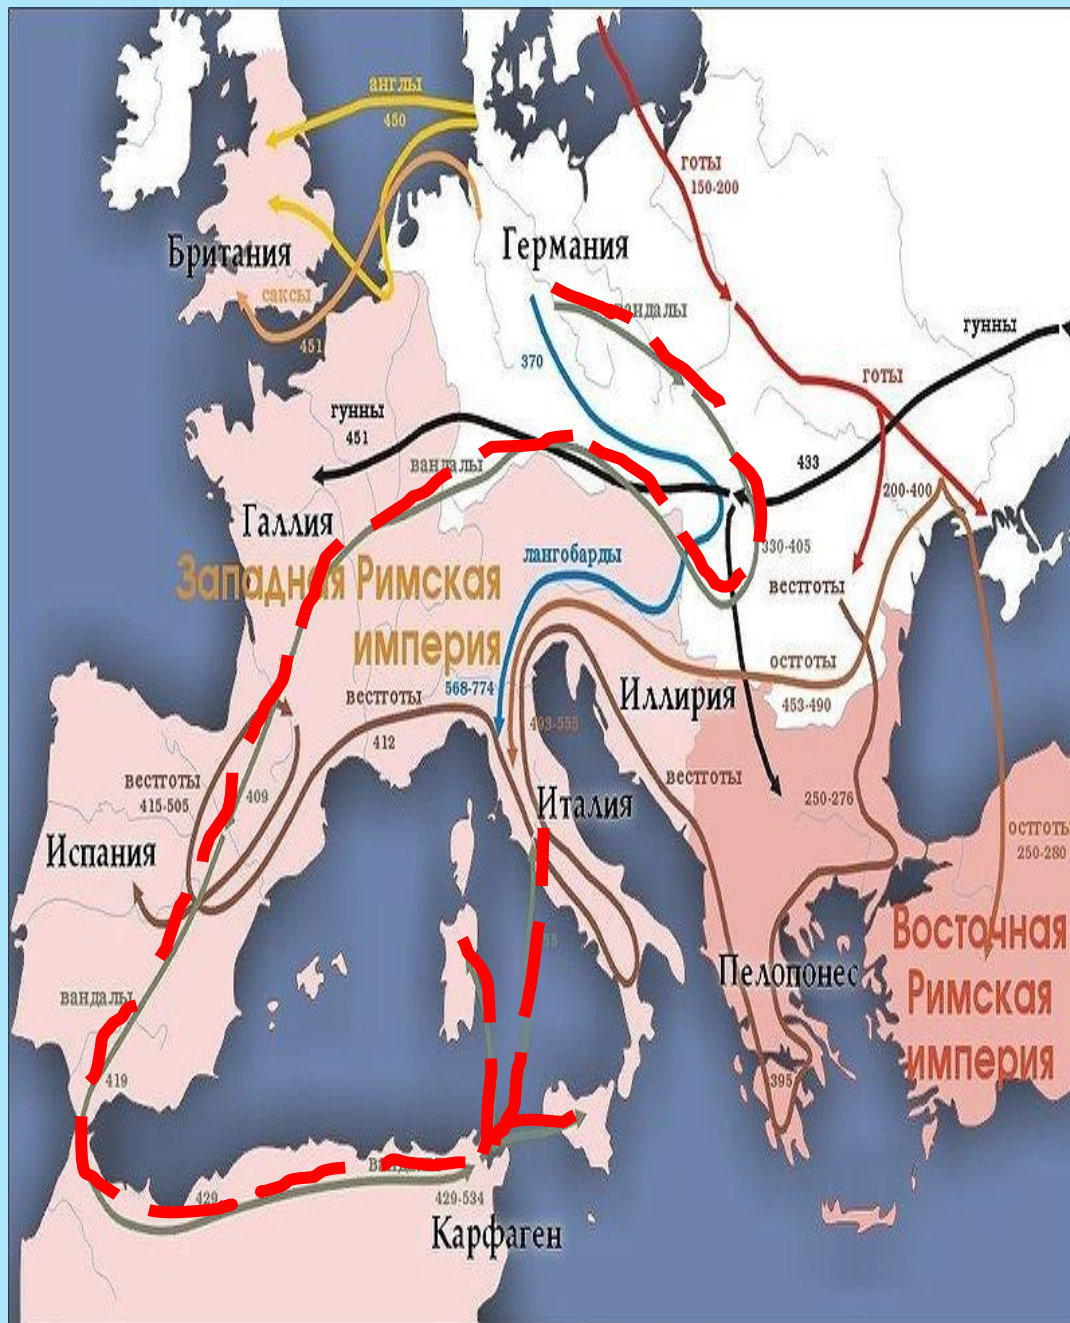 англы
450
готы
150-200
Британия
Германия
саксы
451
вандалы
370
гунны
готы
гунны
451
вандалы
433
200-400
Галлия
330-405
лангобарды
вестготы
Западная Римская
империя
остготы
453-490
вестготы
568-774
412
Иллирия
493-555
вестготы
вестготы
415-505
409
250-276
Италия
Испания
остготы
250-280
Восточная
Римская
империя
Пелопонес
вандалы
419
395
429
429-534
Карфаген